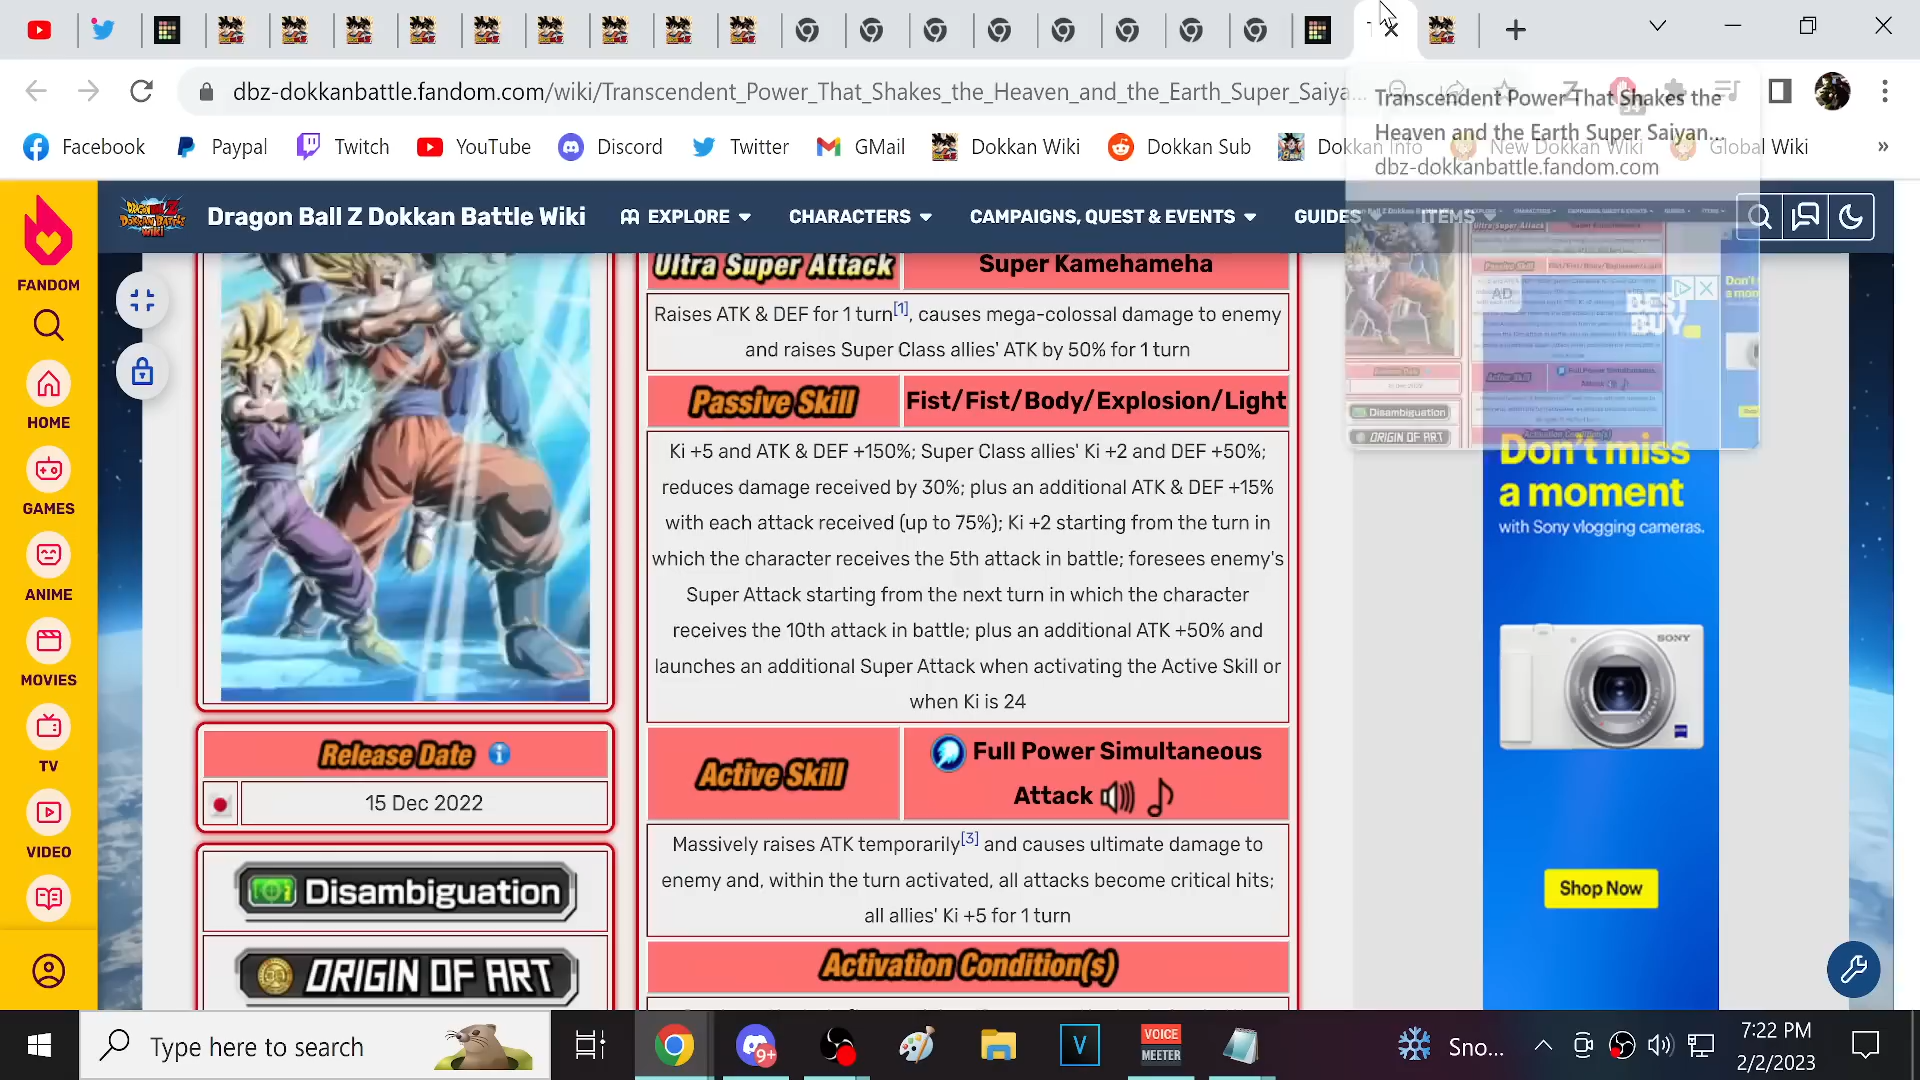 dbz-dokkanbattle.fandom.com/wiki/Transcendent_Power_That_Shakes_the_Heaven_and_the_Earth_Super_Saiya...
Transcendent Power That Shakes the
Heaven and the Earth Super Saiyan...
dbz-dokkanbattle.fandom.com
Facebook
Paypal
Twitch
YouTube
Discord
Twitter
GMail
Dokkan Wiki
Dokkan Sub
Dokkan Info
New Dokkan Wiki
Global Wiki
»
Dragon Ball Z Dokkan Battle Wiki
EXPLORE
CHARACTERS
CAMPAIGNS, QUEST & EVENTS
GUIDES
ITEMS
FANDOM
HOME
GAMES
ANIME
MOVIES
TV
VIDEO
Ultra Super Attack
Super Kamehameha
Raises ATK & DEF for 1 turn[1], causes mega-colossal damage to enemy
and raises Super Class allies' ATK by 50% for 1 turn
Passive Skill
Fist/Fist/Body/Explosion/Light
Ki +5 and ATK & DEF +150%; Super Class allies' Ki +2 and DEF +50%;
reduces damage received by 30%; plus an additional ATK & DEF +15%
with each attack received (up to 75%); Ki +2 starting from the turn in
which the character receives the 5th attack in battle; foresees enemy's
Super Attack starting from the next turn in which the character
receives the 10th attack in battle; plus an additional ATK +50% and
launches an additional Super Attack when activating the Active Skill or
when Ki is 24
Active Skill
Full Power Simultaneous
Attack
Massively raises ATK temporarily[3] and causes ultimate damage to
enemy and, within the turn activated, all attacks become critical hits;
all allies' Ki +5 for 1 turn
Activation Condition(s)
Release Date
15 Dec 2022
Disambiguation
ORIGIN OF ART
Ultra Super Attack
Disambiguation
ORIGIN OF ART
AD
BEST
BUY
Don't miss
a moment
with Sony vlogging cameras.
SONY
Shop Now
Type here to search
9+
V
VOICE
MEETER
Sno...
7:22 PM
2/2/2023